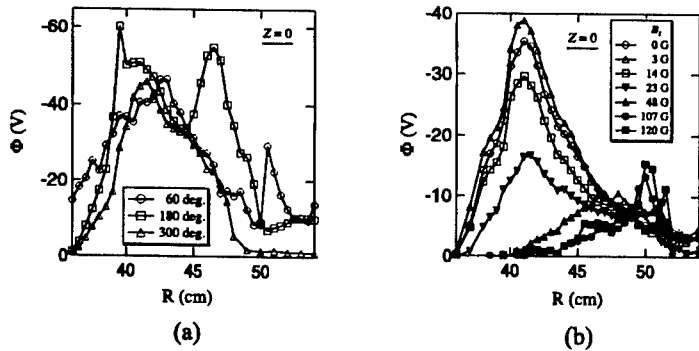 (a)
-60
-40
-20
0
Φ (V)
Z = 0
60 deg.
180 deg.
300 deg.
40
45
50
R (cm)
(a)
(b)
-40
-30
-20
-10
0
Φ (V)
Z = 0
B_t
0 G
3 G
14 G
23 G
48 G
107 G
120 G
40
45
50
R (cm)
(b)